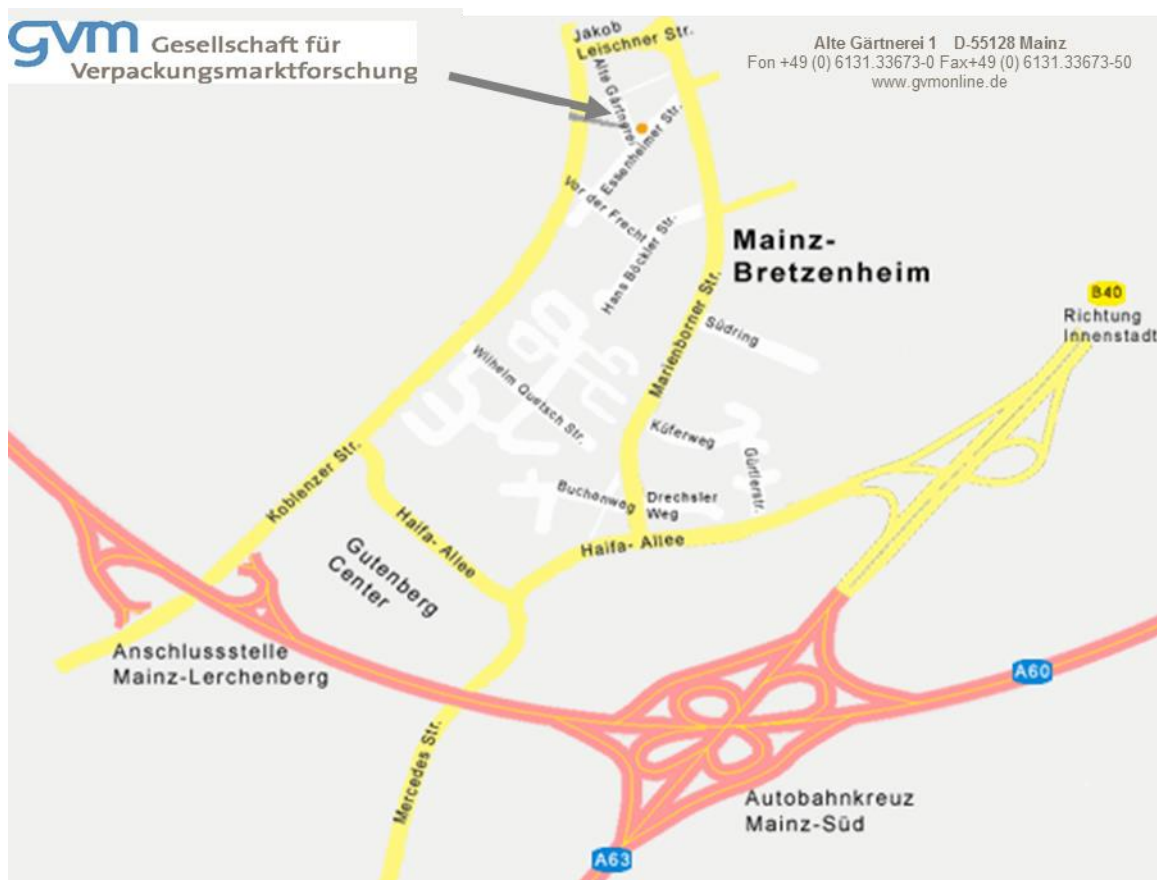 gvm Gesellschaft für
Verpackungsmarktforschung
Alte Gärtnerei 1 D-55128 Mainz
Fon +49 (0) 6131.33673-0 Fax+49 (0) 6131.33673-50
www.gvmonline.de
Jakob
Leischner Str.
Alte Gärtnerei
Essenheimer Str.
Vor der Frecht
Hans Böckler Str.
Mainz-
Bretzenheim
B40
Richtung
Innenstadt
Südring
Marienborner Str.
Wilhelm Quetsch Str.
Küferweg
Gürtlerstr.
Koblenzer Str.
Buchenweg
Drechsler
Weg
Haifa- Allee
Haifa- Allee
Gutenberg
Center
Anschlussstelle
Mainz-Lerchenberg
A60
Mercedes Str.
Autobahnkreuz
Mainz-Süd
A63